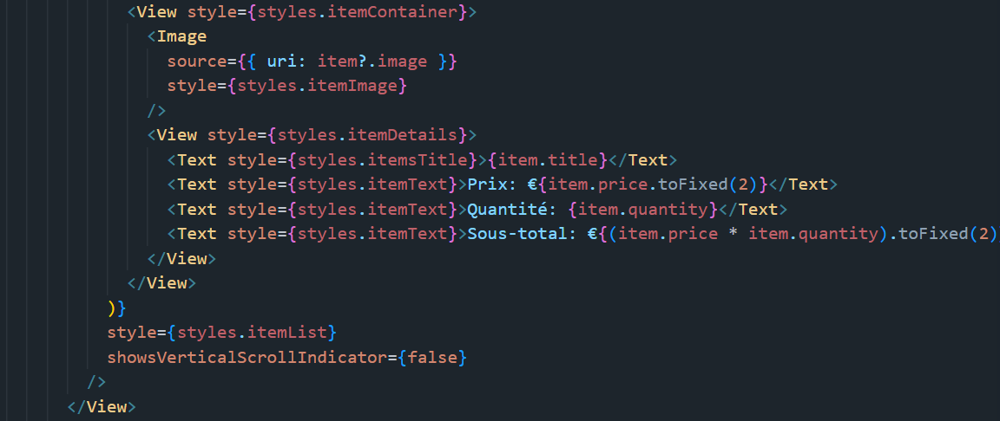 <View style={styles.itemContainer}>
<Image
source={{ uri: item?.image }}
style={styles.itemImage}
/>
<View style={styles.itemDetails}>
<Text style={styles.itemsTitle}>{item.title}</Text>
<Text style={styles.itemText}>Prix: €{item.price.toFixed(2)}</Text>
<Text style={styles.itemText}>Quantité: {item.quantity}</Text>
<Text style={styles.itemText}>Sous-total: €{(item.price * item.quantity).toFixed(2)
</View>
</View>
)}
style={styles.itemList}
showsVerticalScrollIndicator={false}
/>
</View>